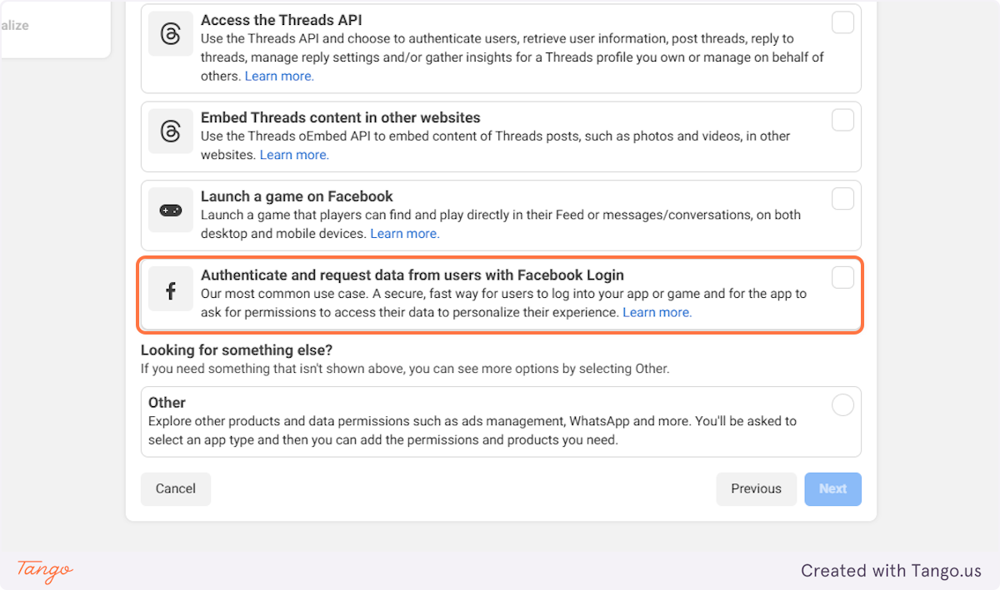 alize
Access the Threads API
Use the Threads API and choose to authenticate users, retrieve user information, post threads, reply to
threads, manage reply settings and/or gather insights for a Threads profile you own or manage on behalf of
others. Learn more.
Embed Threads content in other websites
Use the Threads oEmbed API to embed content of Threads posts, such as photos and videos, in other
websites. Learn more.
Launch a game on Facebook
Launch a game that players can find and play directly in their Feed or messages/conversations, on both
desktop and mobile devices. Learn more.
Authenticate and request data from users with Facebook Login
Our most common use case. A secure, fast way for users to log into your app or game and for the app to
ask for permissions to access their data to personalize their experience. Learn more.
Looking for something else?
If you need something that isn't shown above, you can see more options by selecting Other.
Other
Explore other products and data permissions such as ads management, WhatsApp and more. You'll be asked to
select an app type and then you can add the permissions and products you need.
Cancel
Previous
Next
Tango
Created with Tango.us